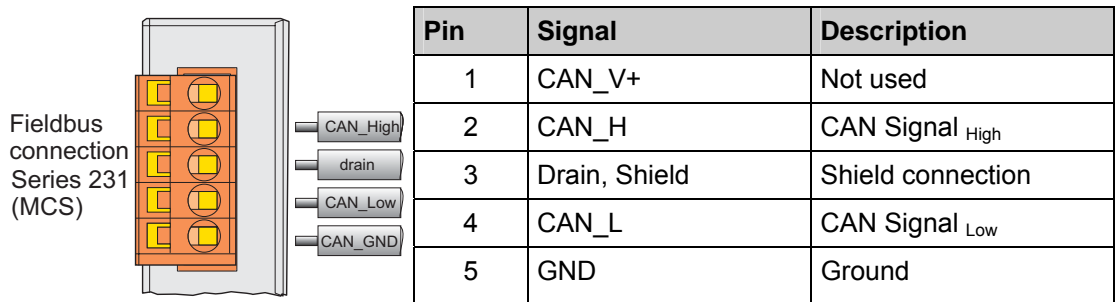 Fieldbus
connection
Series 231
(MCS)
CAN_High
drain
CAN_Low
CAN_GND
Pin Signal Description
1 CAN_V+ Not used
2 CAN_H CAN Signal High
3 Drain, Shield Shield connection
4 CAN_L CAN Signal Low
5 GND Ground